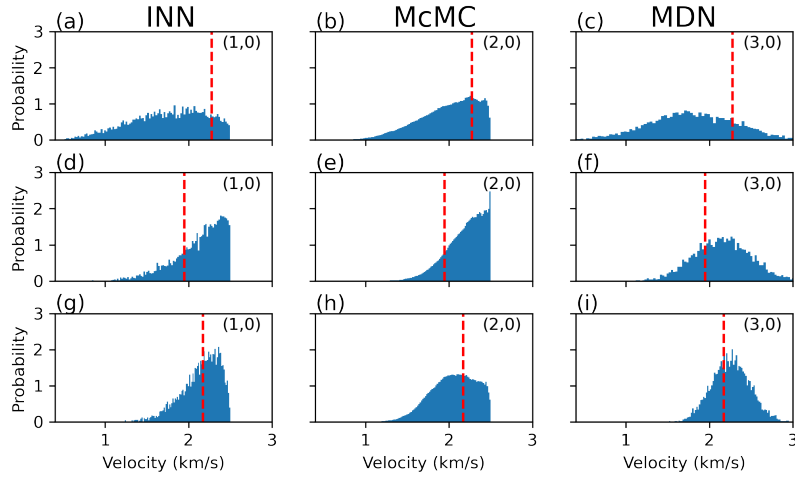 INN McMC MDN
(a) (b) (c)
(1,0) (2,0) (3,0)
Probability
3
2
1
0
(d) (e) (f)
(1,0) (2,0) (3,0)
Probability
3
2
1
0
(g) (h) (i)
(1,0) (2,0) (3,0)
Probability
3
2
1
0
1 2 3 1 2 3 1 2 3
Velocity (km/s) Velocity (km/s) Velocity (km/s)